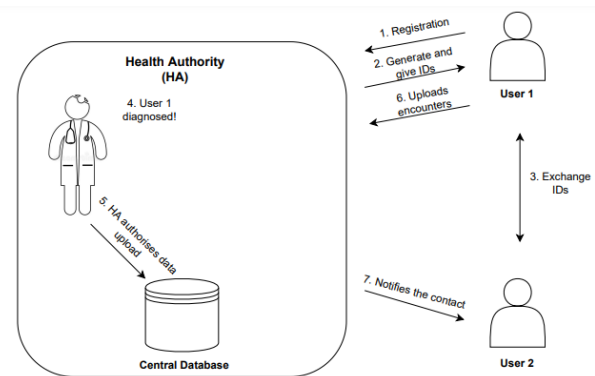 1. Registration
2. Generate and
give IDs
6. Uploads
encounters
User 1
Health Authority
(HA)
4. User 1
diagnosed!
3. Exchange
IDs
5. HA authorises data
upload
7. Notifies the contact
Central Database
User 2